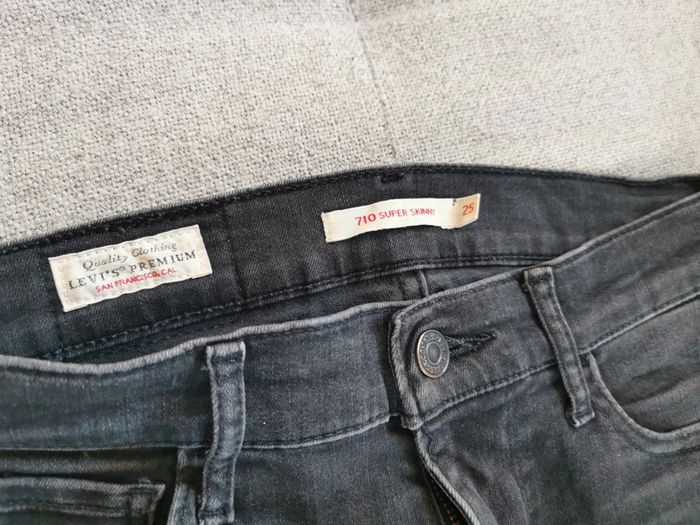 Quality Clothing
LEVI'S® PREMIUM
SAN FRANCISCO, CAL
710 SUPER SKINNY
25